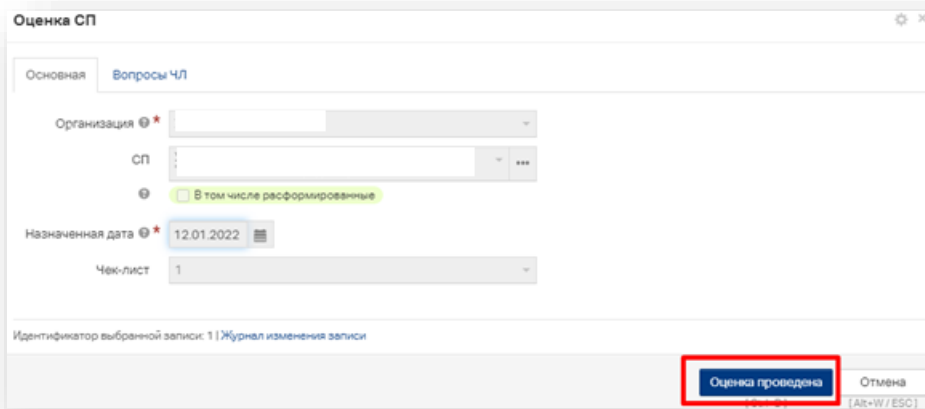 Оценка СП
Основная Вопросы ЧЛ
Организация *
СП
В том числе расформированные
Назначенная дата * 12.01.2022
Чек-лист 1
Идентификатор выбранной записи: 1 | Журнал изменения записи
Оценка проведена Отмена
[Alt+W / ESC]